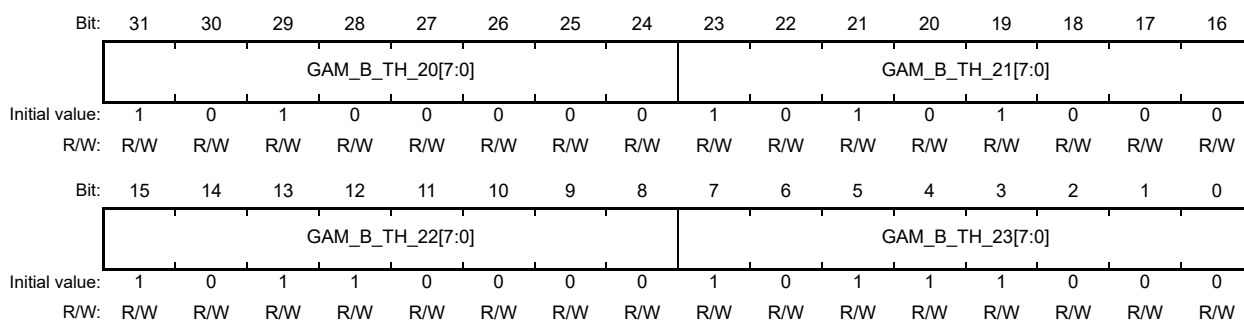 Bit: 31 30 29 28 27 26 25 24 23 22 21 20 19 18 17 16
GAM_B_TH_20[7:0] GAM_B_TH_21[7:0]
Initial value: 1 0 1 0 0 0 0 0 1 0 1 0 1 0 0 0
R/W: R/W R/W R/W R/W R/W R/W R/W R/W R/W R/W R/W R/W R/W R/W R/W R/W
Bit: 15 14 13 12 11 10 9 8 7 6 5 4 3 2 1 0
GAM_B_TH_22[7:0] GAM_B_TH_23[7:0]
Initial value: 1 0 1 1 0 0 0 0 1 0 1 1 1 0 0 0
R/W: R/W R/W R/W R/W R/W R/W R/W R/W R/W R/W R/W R/W R/W R/W R/W R/W